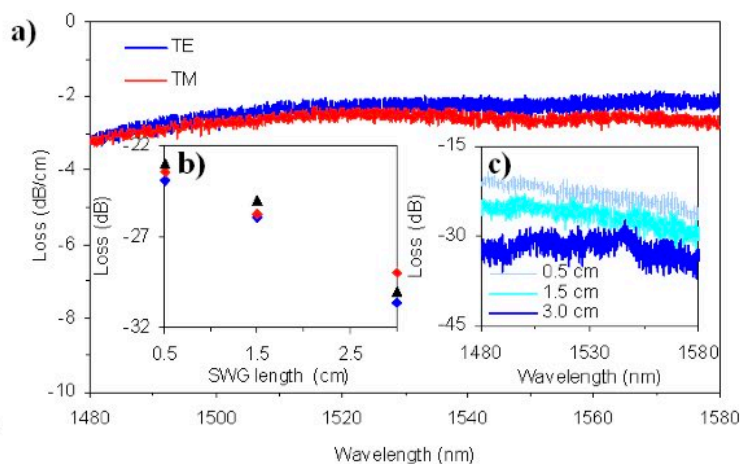 a)
TE
TM
0
-2
-4
-6
-8
-10
Loss (dB/cm)
1480
1500
1520
1540
1560
1580
Wavelength (nm)
b)
-22
-27
-32
Loss (dB)
0.5
1.5
2.5
SWG length (cm)
c)
-15
-30
-45
Loss (dB)
0.5 cm
1.5 cm
3.0 cm
1480
1530
1580
Wavelength (nm)